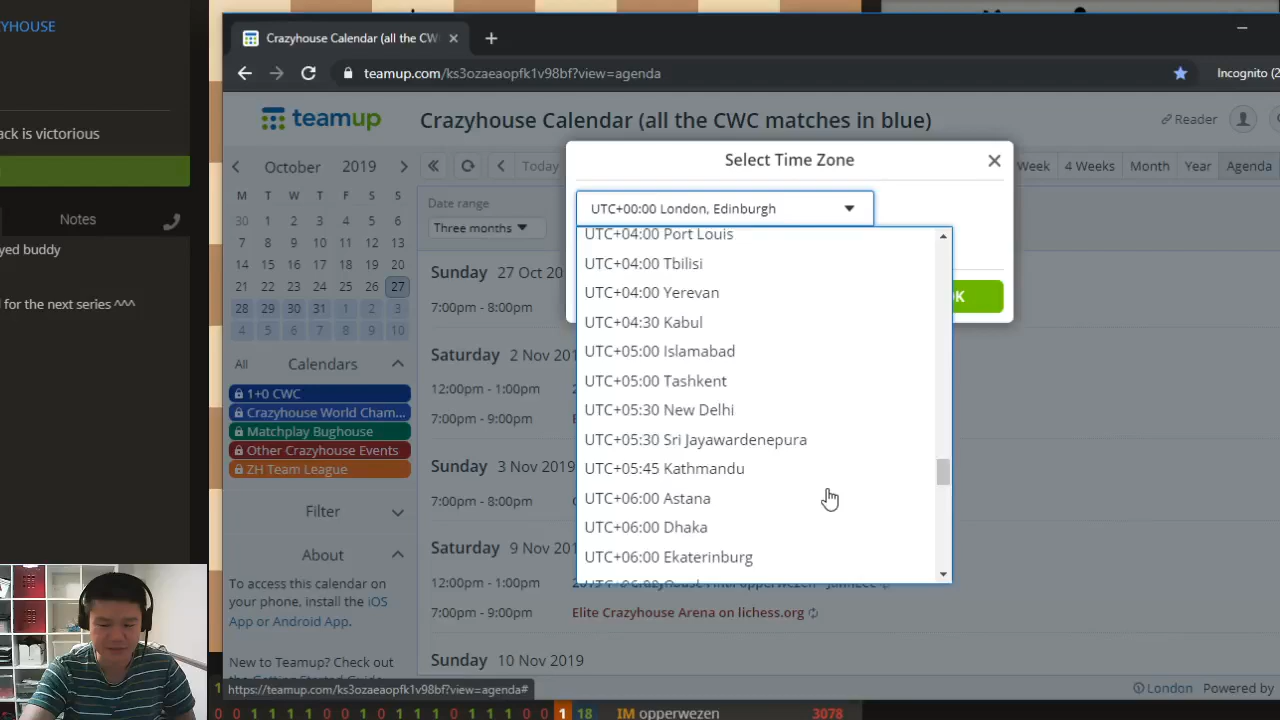 YHOUSE
ack is victorious
Notes
yed buddy
d for the next series ^^^
Crazyhouse Calendar (all the CW
teamup.com/ks3ozaeaopfk1v98bf?view=agenda
Incognito (2
teamup
Crazyhouse Calendar (all the CWC matches in blue)
Reader
October 2019
Today
Week
4 Weeks
Month
Year
Agenda
M T W T F S S
30 1 2 3 4 5 6
7 8 9 10 11 12 13
14 15 16 17 18 19 20
21 22 23 24 25 26 27
28 29 30 31 1 2 3
4 5 6 7 8 9 10
All Calendars
1+0 CWC
Crazyhouse World Cham...
Matchplay Bughouse
Other Crazyhouse Events
ZH Team League
Filter
About
To access this calendar on
your phone, install the iOS
App or Android App.
New to Teamup? Check out
https://teamup.com/ks3ozaeaopfk1v98bf?view=agenda#
Date range
Three months
Sunday 27 Oct 20
7:00pm - 8:00pm
Saturday 2 Nov 201
12:00pm - 1:00pm
7:00pm - 9:00pm
Sunday 3 Nov 2019
7:00pm - 8:00pm
Saturday 9 Nov 201
12:00pm - 1:00pm
7:00pm - 9:00pm
Elite Crazyhouse Arena on lichess.org
Sunday 10 Nov 2019
Select Time Zone
UTC+00:00 London, Edinburgh
UTC+04:00 Port Louis
UTC+04:00 Tbilisi
UTC+04:00 Yerevan
UTC+04:30 Kabul
UTC+05:00 Islamabad
UTC+05:00 Tashkent
UTC+05:30 New Delhi
UTC+05:30 Sri Jayawardenepura
UTC+05:45 Kathmandu
UTC+06:00 Astana
UTC+06:00 Dhaka
UTC+06:00 Ekaterinburg
OK
London
Powered by
1 0 0 1 1 1 1 0 1 1 1 0 1 1 1 0 0 1 18 IM opperwezen 3078